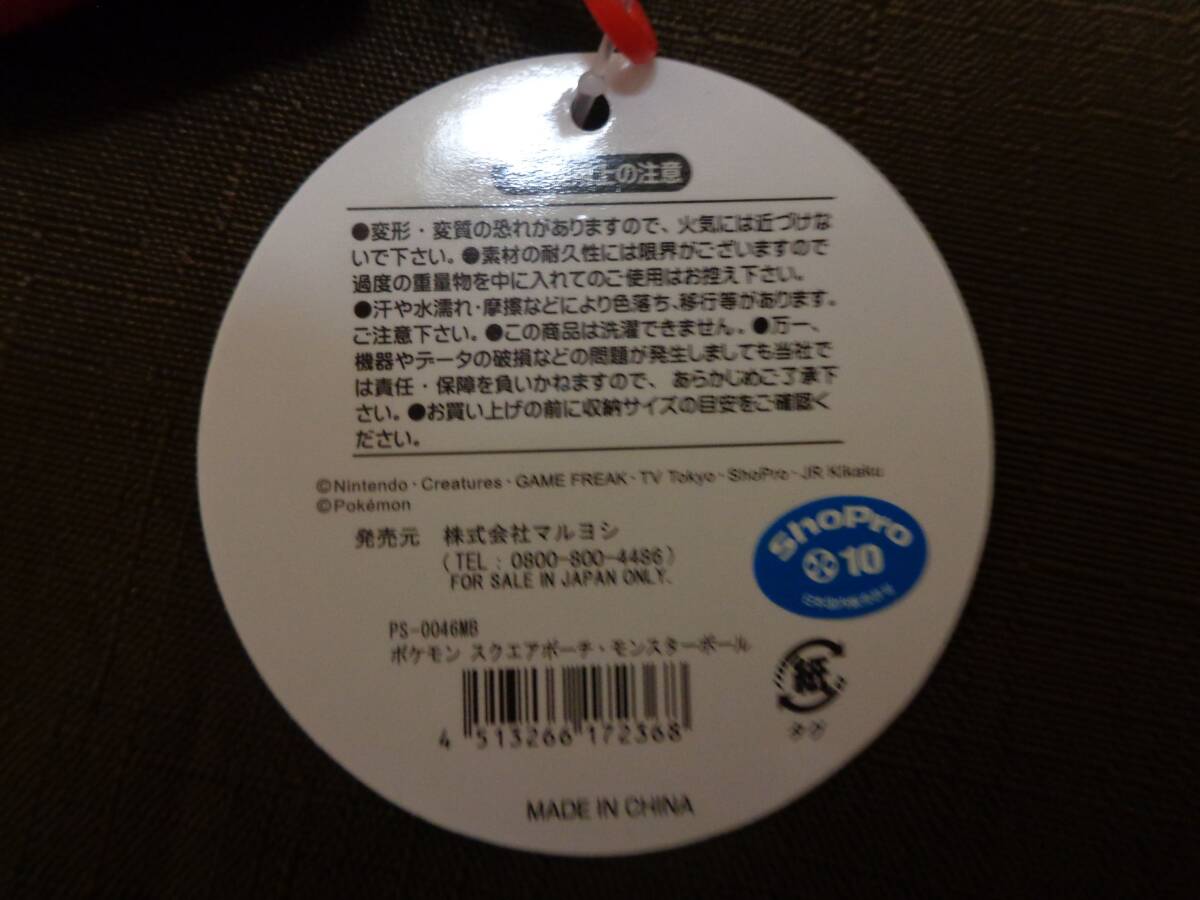 上の注意
●変形・変質の恐れがありますので、火気には近づけな
いで下さい。●素材の耐久性には限界がございますので
過度の重量物を中に入れてのご使用はお控え下さい。
●汗や水濡れ・摩擦などにより色落ち、移行等があります。
ご注意下さい。●この商品は洗濯できません。●万一、
機器やデータの破損などの問題が発生しましても当社で
は責任・保障を負いかねますので、あらかじめご了承下
さい。●お買い上げの前に収納サイズの目安をご確認く
ださい。
©Nintendo・Creatures・GAME FREAK・TV Tokyo・ShoPro・JR Kikaku
©Pokémon
発売元 株式会社マルヨシ
(TEL : 0800-800-4486)
FOR SALE IN JAPAN ONLY.
ShoPro
10
PS-0046MB
ポケモン スクエアポーチ・モンスターボール
紙
タグ
4 513266 172368
MADE IN CHINA